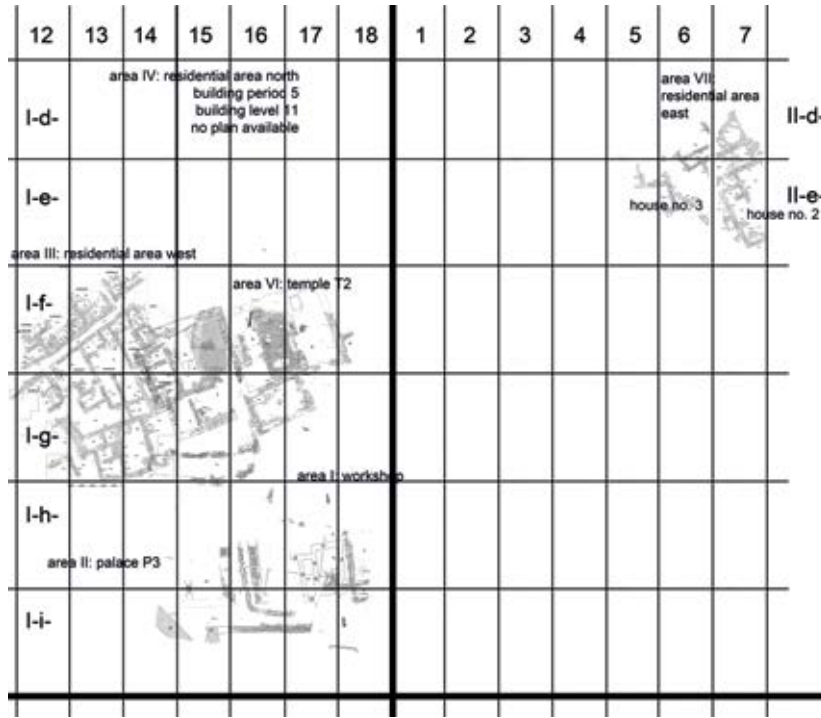 12 13 14 15 16 17 18 1 2 3 4 5 6 7
area IV: residential area north
building period 5
building level 11
no plan available
area VII:
residential area
east
I-d-
II-d-
I-e-
II-e-
house no. 3
house no. 2
area III: residential area west
area VI: temple T2
I-f-
I-g-
area I: workshop
I-h-
area II: palace P3
I-i-